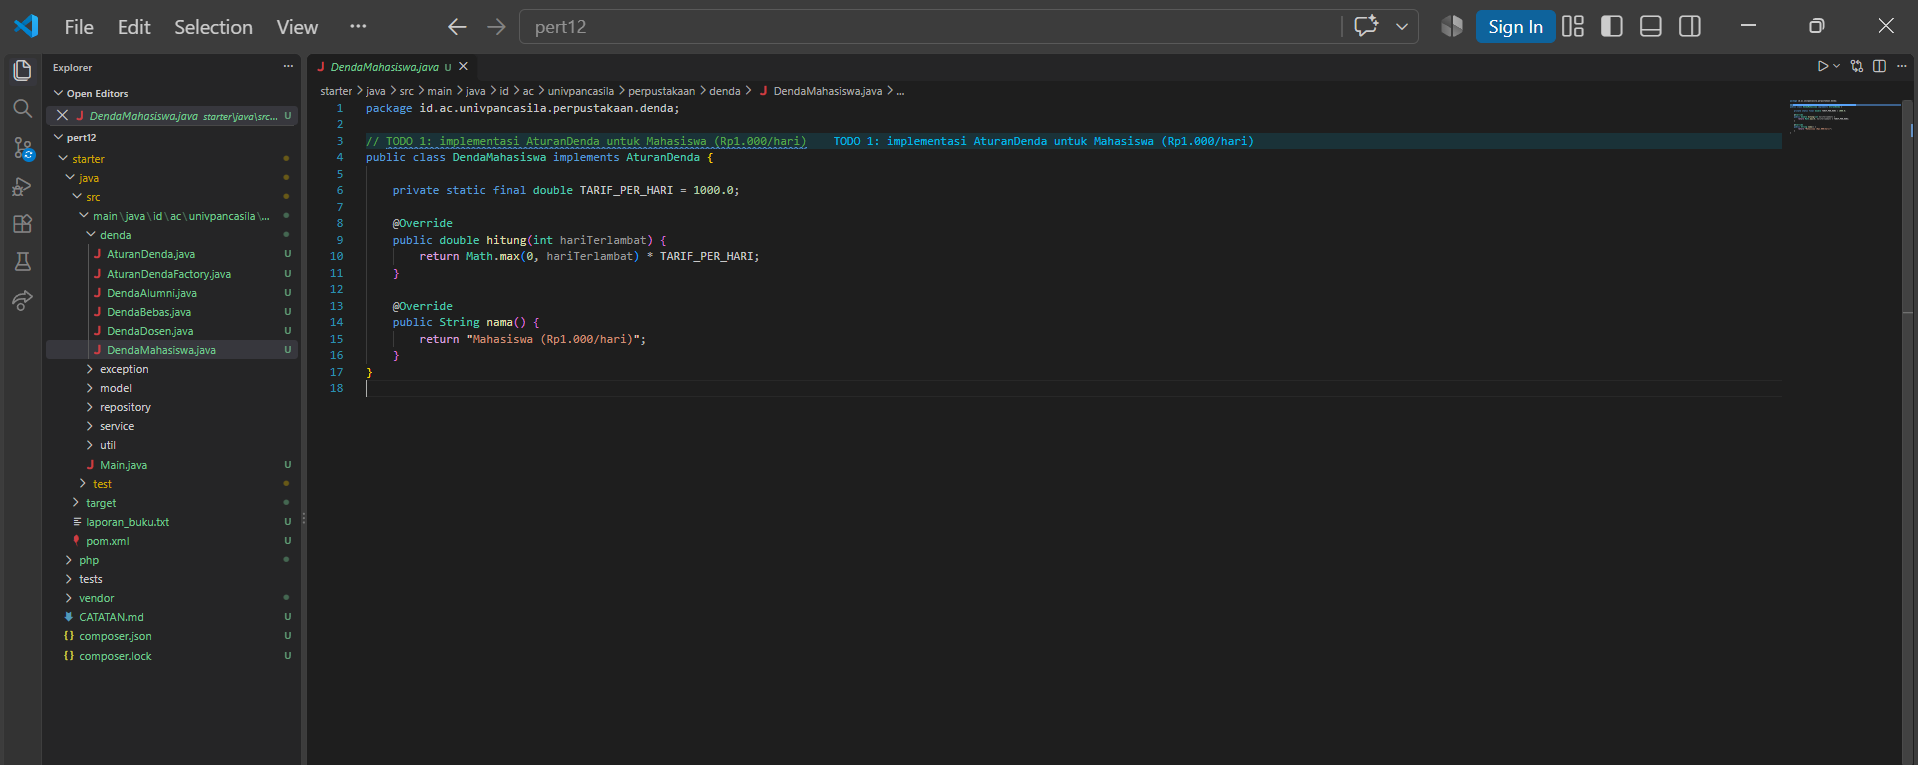 File Edit Selection View ··· pert12 Sign In
Explorer ···
Open Editors
DendaMahasiswa.java starter\java\src... U
pert12
starter
java
src
main\java\id\ac\univpancasila\...
denda
AturanDenda.java U
AturanDendaFactory.java U
DendaAlumni.java U
DendaBebas.java U
DendaDosen.java U
DendaMahasiswa.java U
exception
model
repository
service
util
Main.java U
test
target
laporan_buku.txt U
pom.xml U
php
tests
vendor
CATATAN.md U
composer.json U
composer.lock U
DendaMahasiswa.java U
starter > java > src > main > java > id > ac > univpancasila > perpustakaan > denda > DendaMahasiswa.java > ...
1 package id.ac.univpancasila.perpustakaan.denda;
2
3 // TODO 1: implementasi AturanDenda untuk Mahasiswa (Rp1.000/hari) TODO 1: implementasi AturanDenda untuk Mahasiswa (Rp1.000/hari)
4 public class DendaMahasiswa implements AturanDenda {
5
6 private static final double TARIF_PER_HARI = 1000.0;
7
8 @Override
9 public double hitung(int hariTerlambat) {
10 return Math.max(0, hariTerlambat) * TARIF_PER_HARI;
11 }
12
13 @Override
14 public String nama() {
15 return "Mahasiswa (Rp1.000/hari)";
16 }
17 }
18